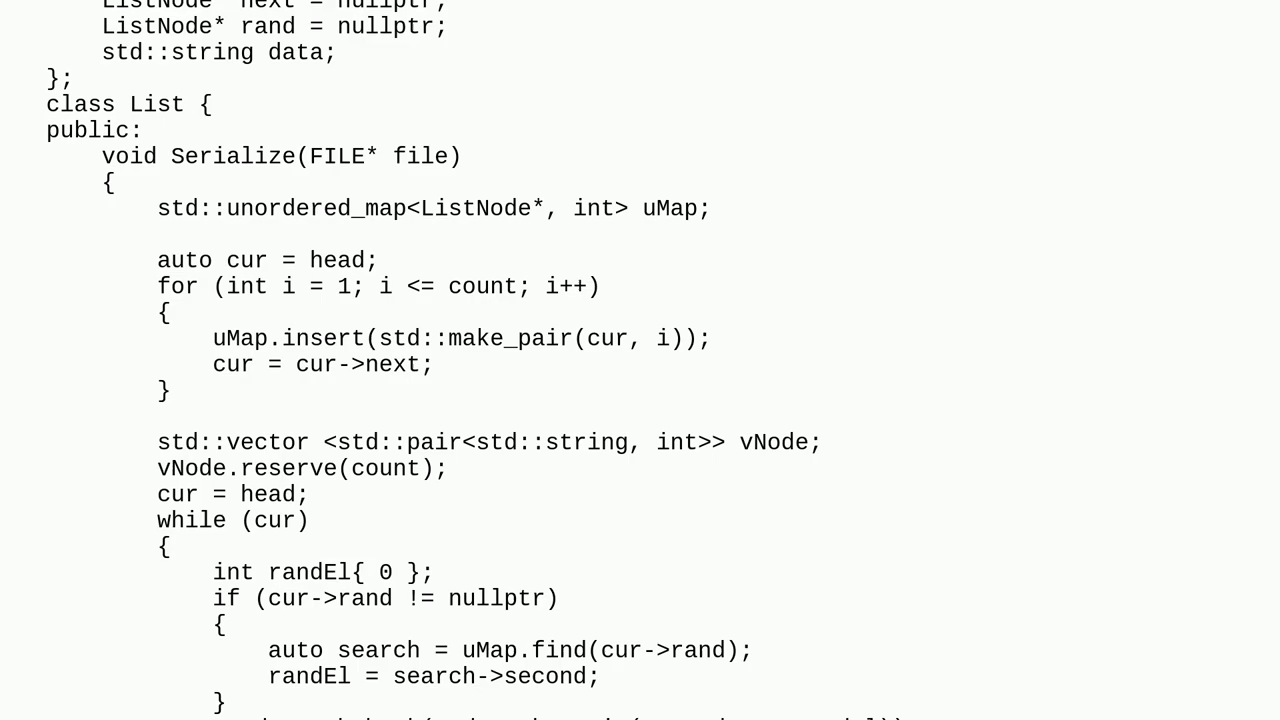 ListNode* next = nullptr;
ListNode* rand = nullptr;
std::string data;
};
class List {
public:
void Serialize(FILE* file)
{
std::unordered_map<ListNode*, int> uMap;
auto cur = head;
for (int i = 1; i <= count; i++)
{
uMap.insert(std::make_pair(cur, i));
cur = cur->next;
}
std::vector <std::pair<std::string, int>> vNode;
vNode.reserve(count);
cur = head;
while (cur)
{
int randEl{ 0 };
if (cur->rand != nullptr)
{
auto search = uMap.find(cur->rand);
randEl = search->second;
}